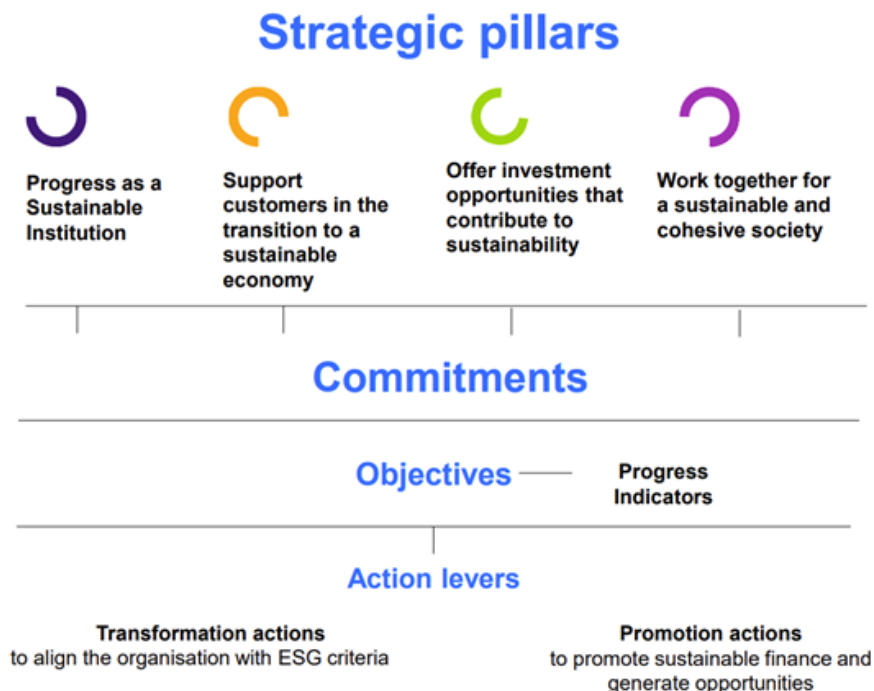 Strategic pillars
Progress as a
Sustainable
Institution
Support
customers in the
transition to a
sustainable
economy
Offer investment
opportunities that
contribute to
sustainability
Work together for
a sustainable and
cohesive society
Commitments
Objectives
Progress
Indicators
Action levers
Transformation actions
to align the organisation with ESG criteria
Promotion actions
to promote sustainable finance and
generate opportunities